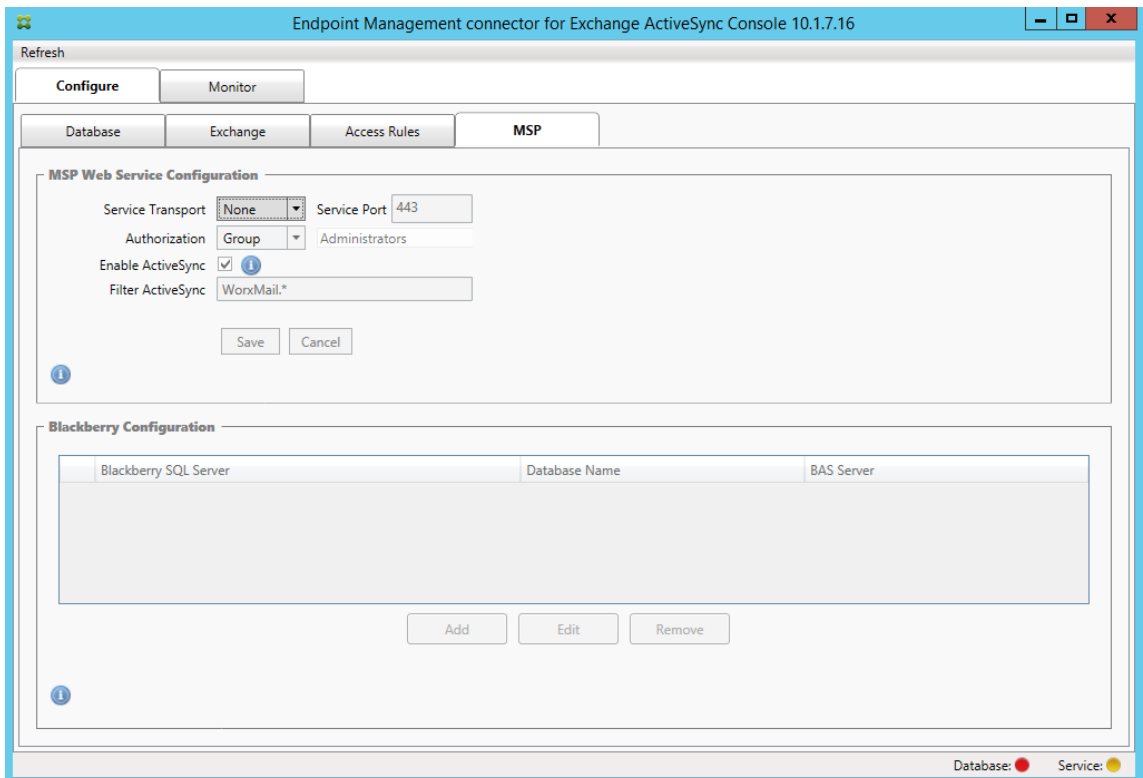 Endpoint Management connector for Exchange ActiveSync Console 10.1.7.16
Refresh
Configure Monitor
Database Exchange Access Rules MSP
MSP Web Service Configuration
Service Transport None Service Port 443
Authorization Group Administrators
Enable ActiveSync
Filter ActiveSync WorxMail.*
Save Cancel
Blackberry Configuration
Blackberry SQL Server Database Name BAS Server
Add Edit Remove
Database: Service: